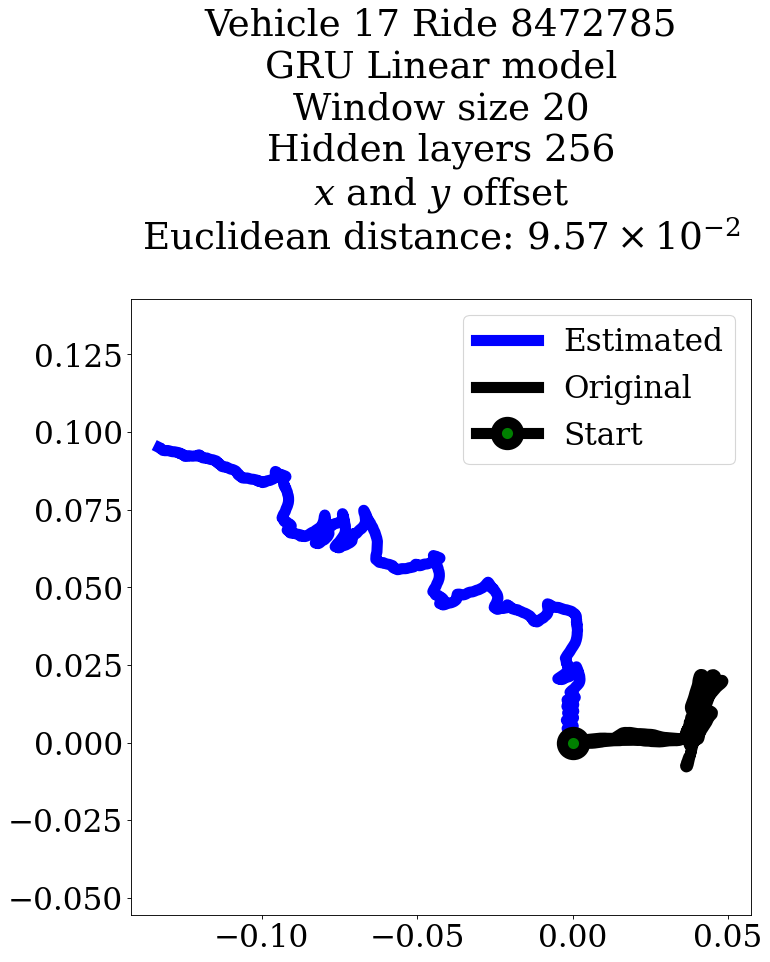 Vehicle 17 Ride 8472785
GRU Linear model
Window size 20
Hidden layers 256
x and y offset
Euclidean distance: 9.57 × 10⁻²
Estimated
Original
Start
0.125
0.100
0.075
0.050
0.025
0.000
−0.025
−0.050
−0.10 −0.05 0.00 0.05